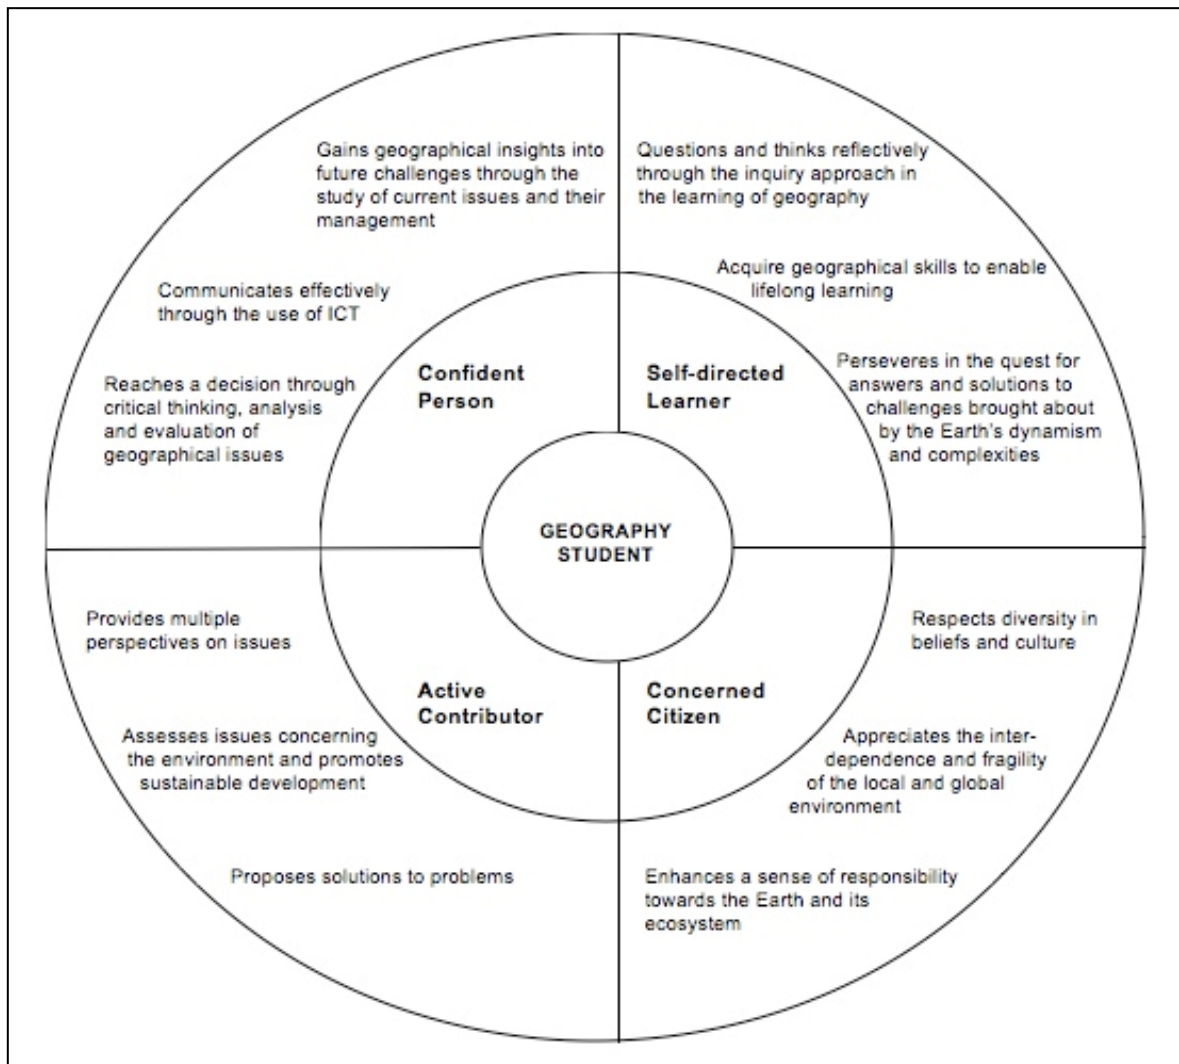 Gains geographical insights into
future challenges through the
study of current issues and their
management
Communicates effectively
through the use of ICT
Reaches a decision through
critical thinking, analysis
and evaluation of
geographical issues
Confident
Person
Questions and thinks reflectively
through the inquiry approach in
the learning of geography
Acquire geographical skills to enable
lifelong learning
Perseveres in the quest for
answers and solutions to
challenges brought about
by the Earth's dynamism
and complexities
Self-directed
Learner
GEOGRAPHY
STUDENT
Provides multiple
perspectives on issues
Assesses issues concerning
the environment and promotes
sustainable development
Proposes solutions to problems
Active
Contributor
Concerned
Citizen
Respects diversity in
beliefs and culture
Appreciates the inter-
dependence and fragility
of the local and global
environment
Enhances a sense of responsibility
towards the Earth and its
ecosystem